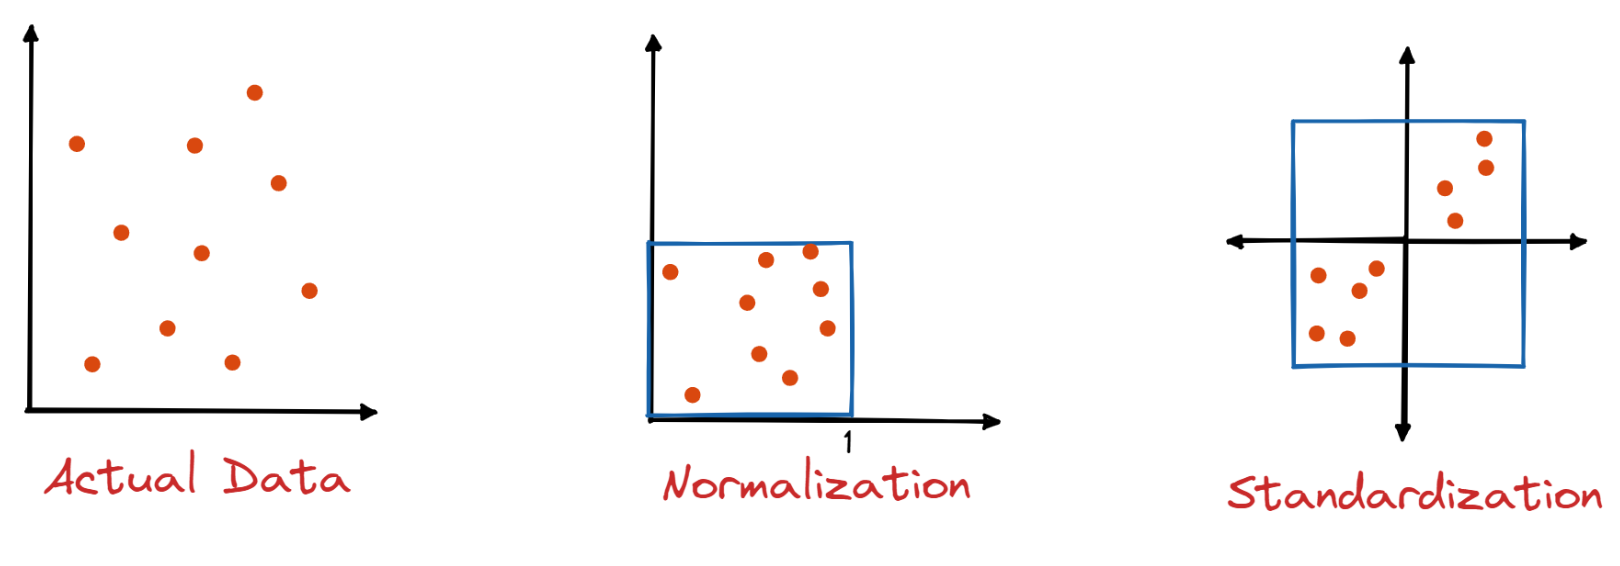 1
Actual Data
Normalization
Standardization